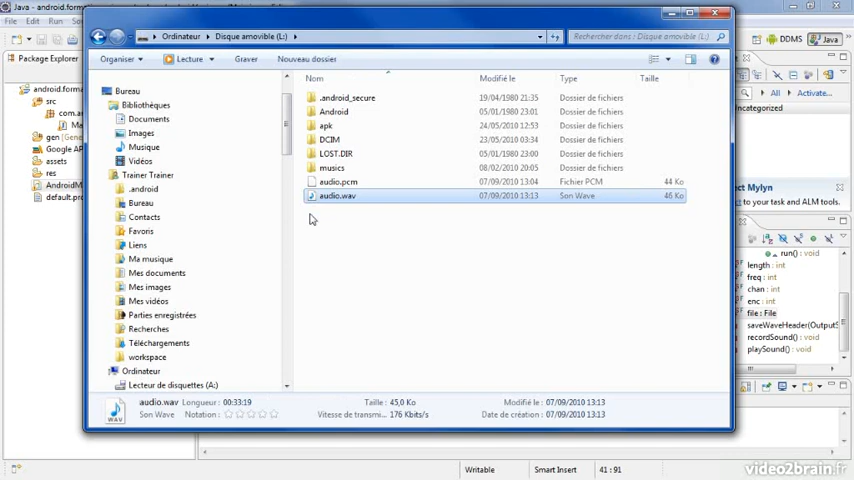 Java - android.forma
File Edit Run So
Package Explorer
android.forma
src
com.an
Ma
gen [Gene
Google AP
assets
res
AndroidM
default.pro
Ordinateur Disque amovible (L:)
Rechercher dans : Disque amovible (L:)
Organiser Lecture Graver Nouveau dossier
Nom Modifié le Type Taille
Bureau
Bibliothèques
Documents
Images
Musique
Vidéos
Trainer Trainer
.android
Bureau
Contacts
Favoris
Liens
Ma musique
Mes documents
Mes images
Mes vidéos
Parties enregistrées
Recherches
Téléchargements
workspace
Ordinateur
Lecteur de disquettes (A:)
.android_secure 19/04/1980 21:35 Dossier de fichiers
Android 05/01/1980 23:01 Dossier de fichiers
apk 24/05/2010 12:53 Dossier de fichiers
DCIM 23/05/2010 03:34 Dossier de fichiers
LOST.DIR 05/01/1980 23:00 Dossier de fichiers
musics 08/02/2010 20:05 Dossier de fichiers
audio.pcm 07/09/2010 13:04 Fichier PCM 44 Ko
audio.wav 07/09/2010 13:13 Son Wave 46 Ko
audio.wav Longueur: 00:33:19 Taille : 45,0 Ko Modifié le : 07/09/2010 13:13
Son Wave Notation : Vitesse de transmi... 176 Kbits/s Date de création : 07/09/2010 13:13
WAV
DDMS Java
All Activate...
Uncategorized
ect Mylyn
to your task and ALM tools.
run() : void
length : int
freq : int
chan : int
enc : int
file : File
saveWaveHeader(OutputS
recordSound() : void
playSound() : void
Writable Smart Insert 41 : 91
video2brain.fr